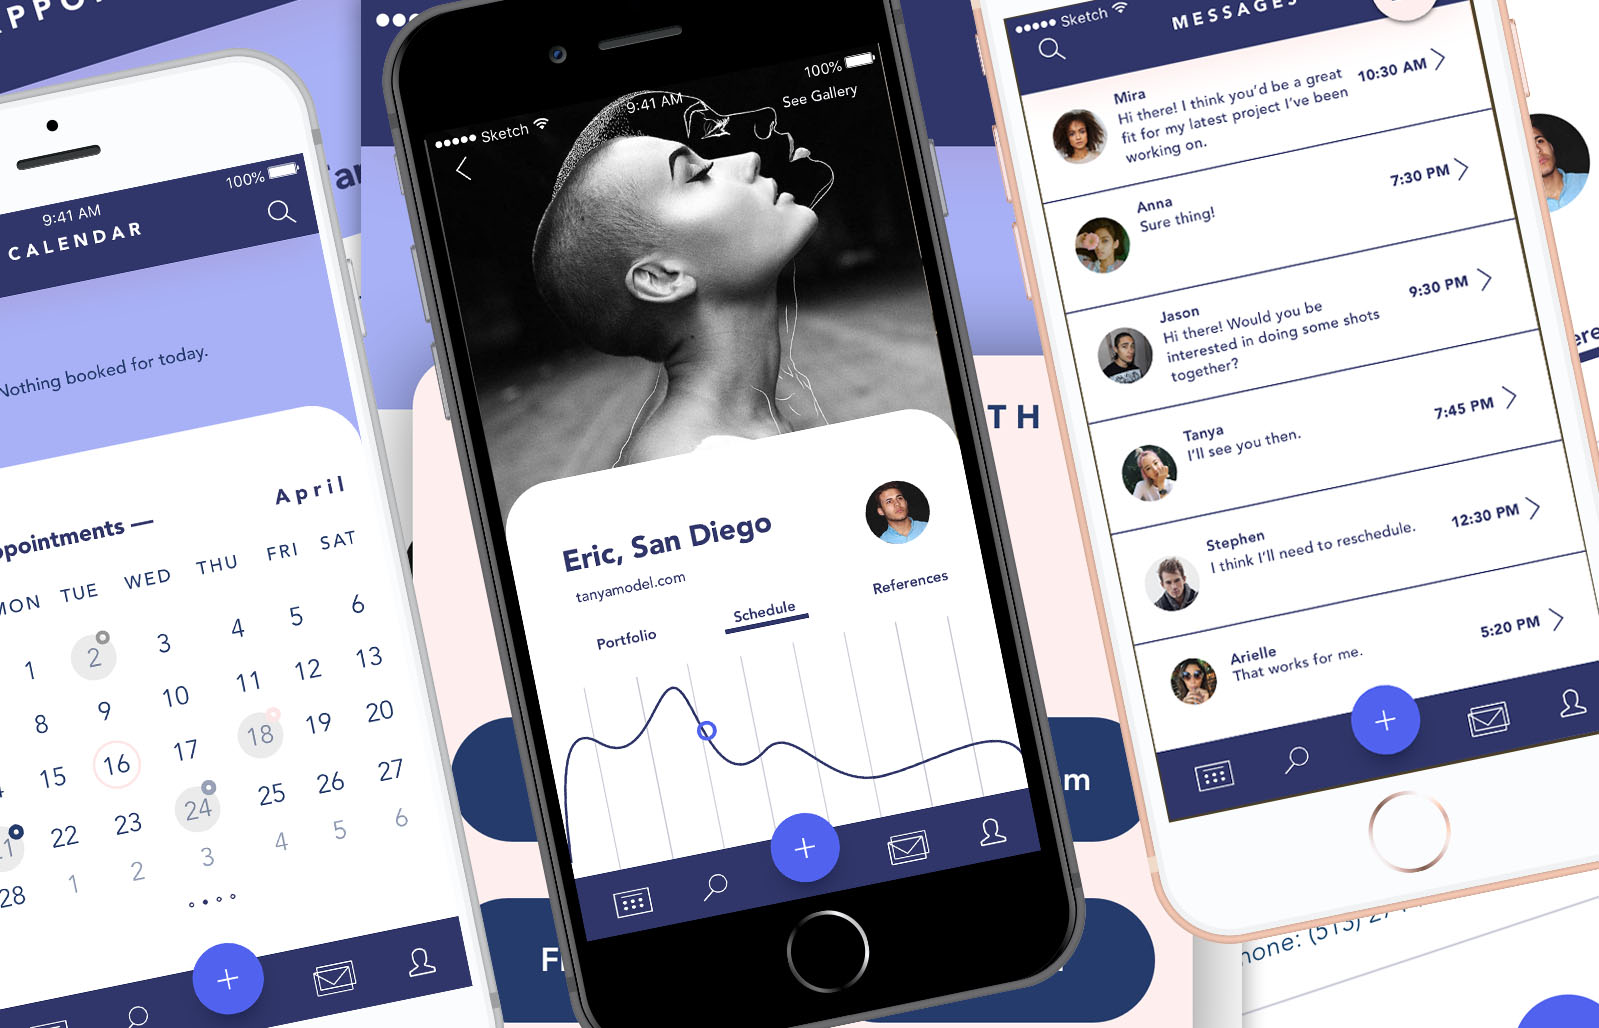 100%
9:41 AM
CALENDAR
Nothing booked for today.
April
ppointments —
MON TUE WED THU FRI SAT
1 2 3 4 5 6
8 9 10 11 12 13
15 16 17 18 19 20
22 23 24 25 26 27
28 1 2 3 4 5 6
Sketch
9:41 AM
100%
See Gallery
Eric, San Diego
tanyamodel.com
Portfolio
Schedule
References
TH
m
Sketch
MESSAGES
Mira
10:30 AM
Hi there! I think you'd be a great
fit for my latest project I've been
working on.
Anna
7:30 PM
Sure thing!
Jason
9:30 PM
Hi there! Would you be
interested in doing some shots
together?
Tanya
7:45 PM
I'll see you then.
Stephen
12:30 PM
I think I'll need to reschedule.
Arielle
5:20 PM
That works for me.
hone: (513) 27